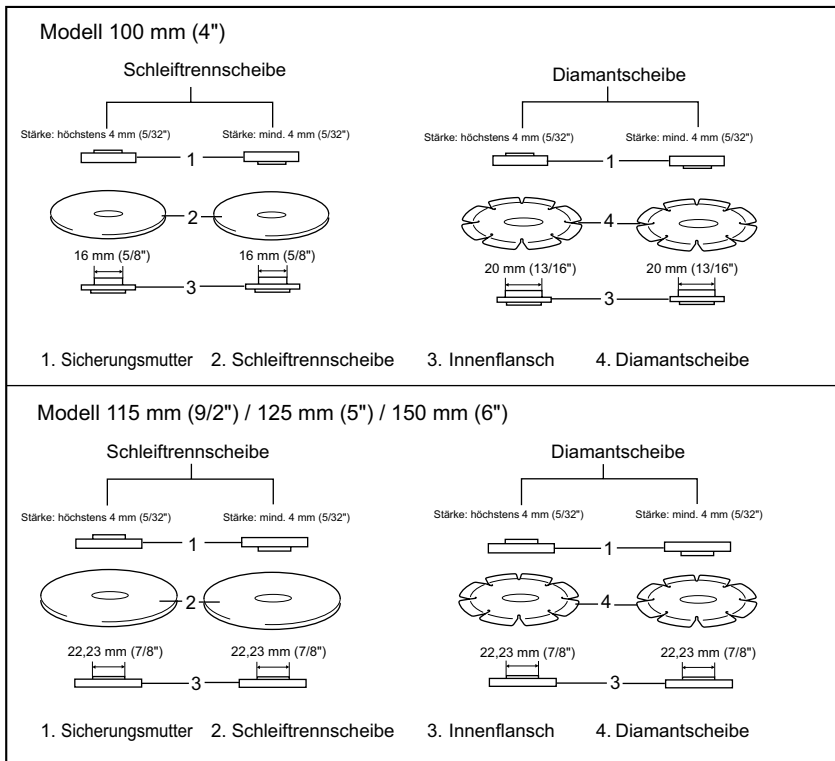 Modell 100 mm (4")
Schleiftrennscheibe
Diamantscheibe
Stärke: höchstens 4 mm (5/32") Stärke: mind. 4 mm (5/32")
Stärke: höchstens 4 mm (5/32") Stärke: mind. 4 mm (5/32")
1
1
2
4
16 mm (5/8") 16 mm (5/8")
20 mm (13/16") 20 mm (13/16")
3
3
1. Sicherungsmutter 2. Schleiftrennscheibe 3. Innenflansch 4. Diamantscheibe
Modell 115 mm (9/2") / 125 mm (5") / 150 mm (6")
Schleiftrennscheibe
Diamantscheibe
Stärke: höchstens 4 mm (5/32") Stärke: mind. 4 mm (5/32")
Stärke: höchstens 4 mm (5/32") Stärke: mind. 4 mm (5/32")
1
1
2
4
22,23 mm (7/8") 22,23 mm (7/8")
22,23 mm (7/8") 22,23 mm (7/8")
3
3
1. Sicherungsmutter 2. Schleiftrennscheibe 3. Innenflansch 4. Diamantscheibe